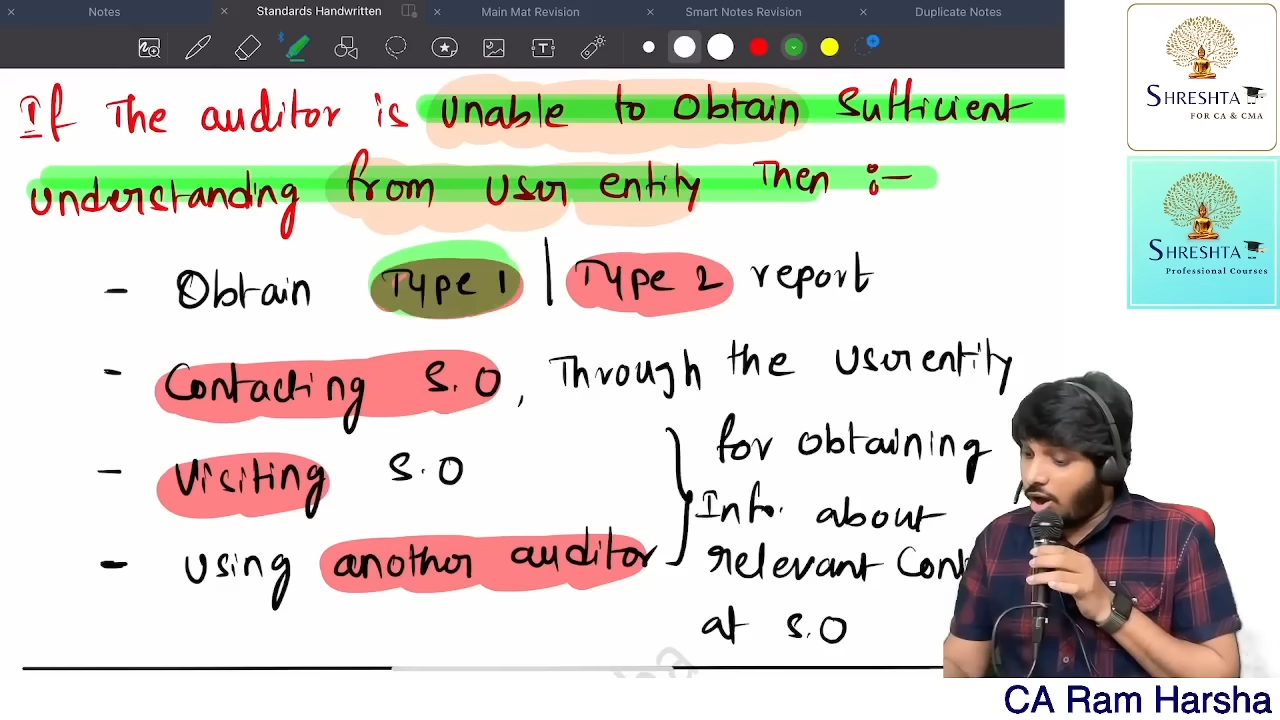 Notes
Standards Handwritten
Main Mat Revision
Smart Notes Revision
Duplicate Notes
If The auditor is unable to obtain sufficient
understanding from user entity Then :-
- Obtain Type 1 | Type 2 report
- Contacting S.O, Through the user entity
- Visiting S.O
- using another auditor
for obtaining
Info. about
relevant
at S.O
SHRESHTA
FOR CA & CMA
SHRESHTA
Professional Courses
CA Ram Harsha